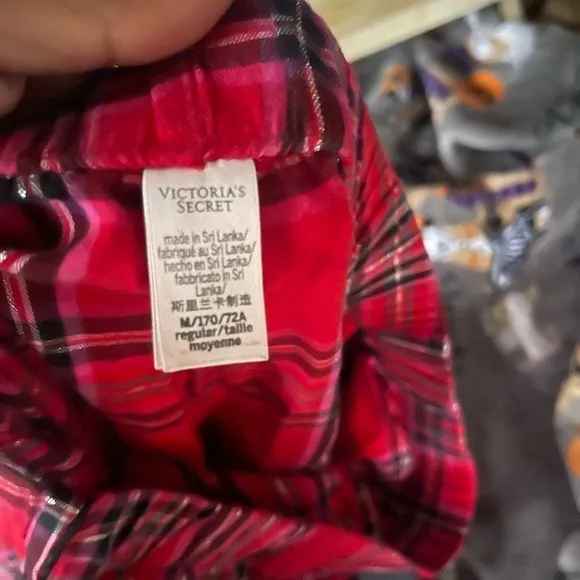 VICTORIA'S
SECRET
made in Sri Lanka/
fabriqué au Sri Lanka/
hecho en Sri Lanka/
fabbricato in Sri
Lanka/
斯里兰卡制造
M/170/72A
regular/taille
moyenne